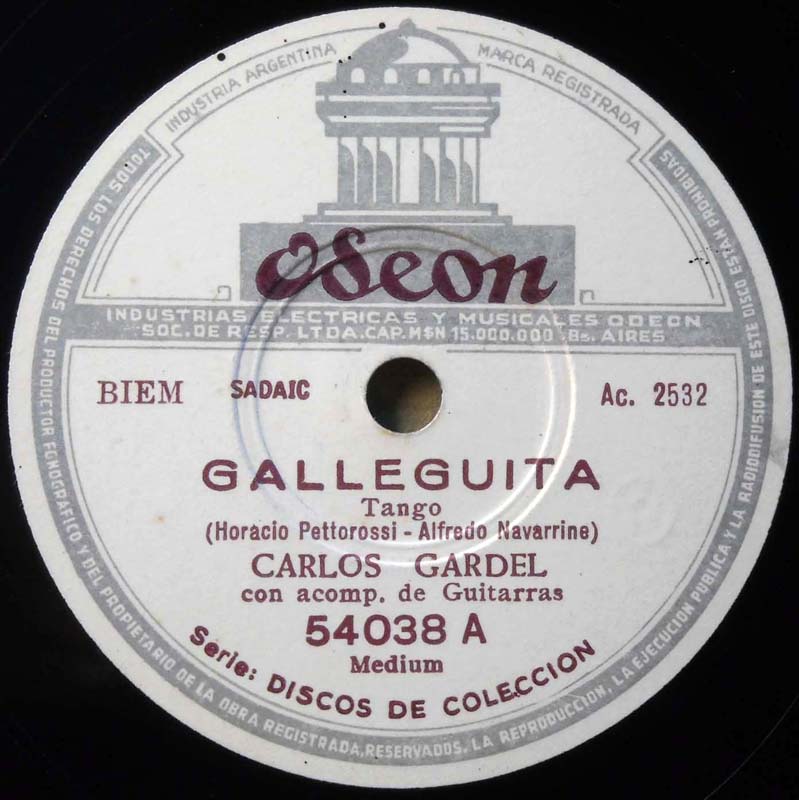 INDUSTRIA ARGENTINA
MARCA REGISTRADA
Odeon
INDUSTRIAS ELECTRICAS Y MUSICALES ODEON
SOC. DE RESP. LTDA. CAP. M$N 15.000.000 Bs. AIRES
BIEM SADAIC Ac. 2532
GALLEGUITA
Tango
(Horacio Pettorossi - Alfredo Navarrine)
CARLOS GARDEL
con acomp. de Guitarras
54038 A
Medium
Serie: DISCOS DE COLECCION
TODOS LOS DERECHOS DEL PRODUCTOR FONOGRAFICO Y DEL PROPIETARIO DE LA OBRA REGISTRADA, RESERVADOS. LA REPRODUCCION, LA EJECUCION PUBLICA Y LA RADIODIFUSION DE ESTE DISCO ESTAN PROHIBIDAS